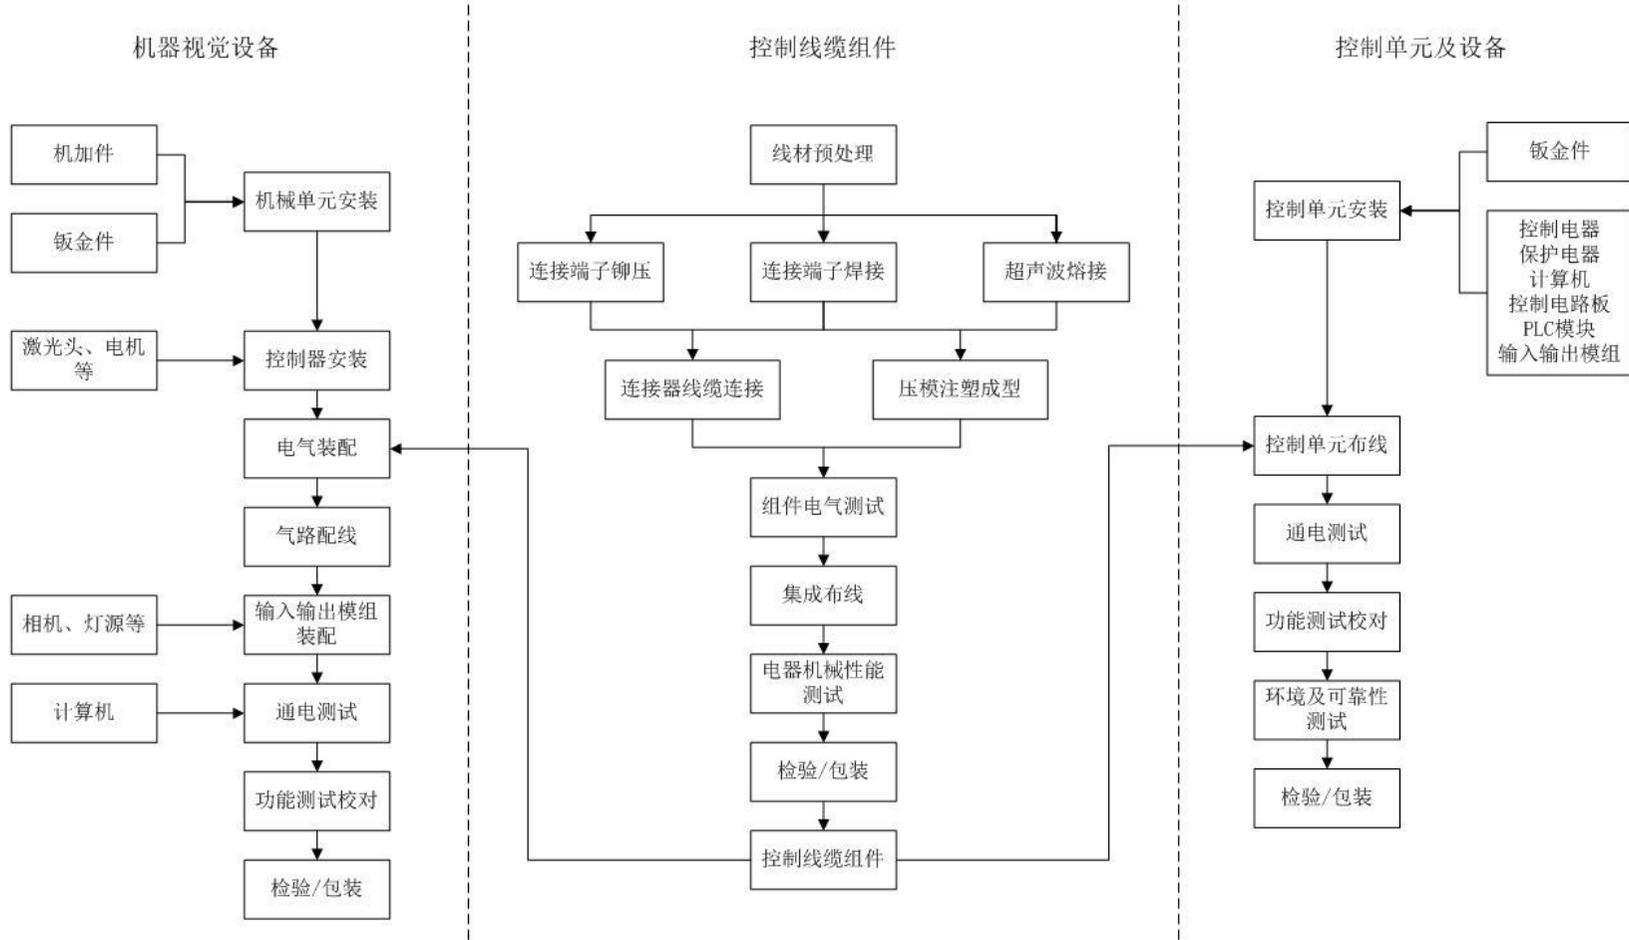 机器视觉设备
机加件
钣金件
机械单元安装
激光头、电机
等
控制器安装
电气装配
气路配线
相机、灯源等
输入输出模组
装配
计算机
通电测试
功能测试校对
检验/包装
控制线缆组件
线材预处理
连接端子铆压
连接端子焊接
超声波熔接
连接器线缆连接
压模注塑成型
组件电气测试
集成布线
电器机械性能
测试
检验/包装
控制线缆组件
控制单元及设备
钣金件
控制单元安装
控制电器
保护电器
计算机
控制电路板
PLC模块
输入输出模组
控制单元布线
通电测试
功能测试校对
环境及可靠性
测试
检验/包装